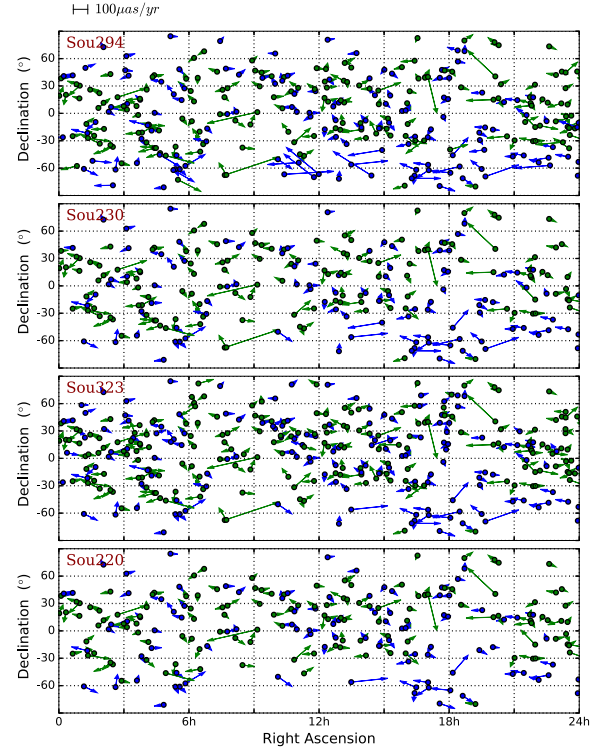 100μas/yr
Sou294
60
30
0
-30
-60
Declination (°)
Sou230
60
30
0
-30
-60
Declination (°)
Sou323
60
30
0
-30
-60
Declination (°)
Sou220
60
30
0
-30
-60
Declination (°)
0 6h 12h 18h 24h
Right Ascension